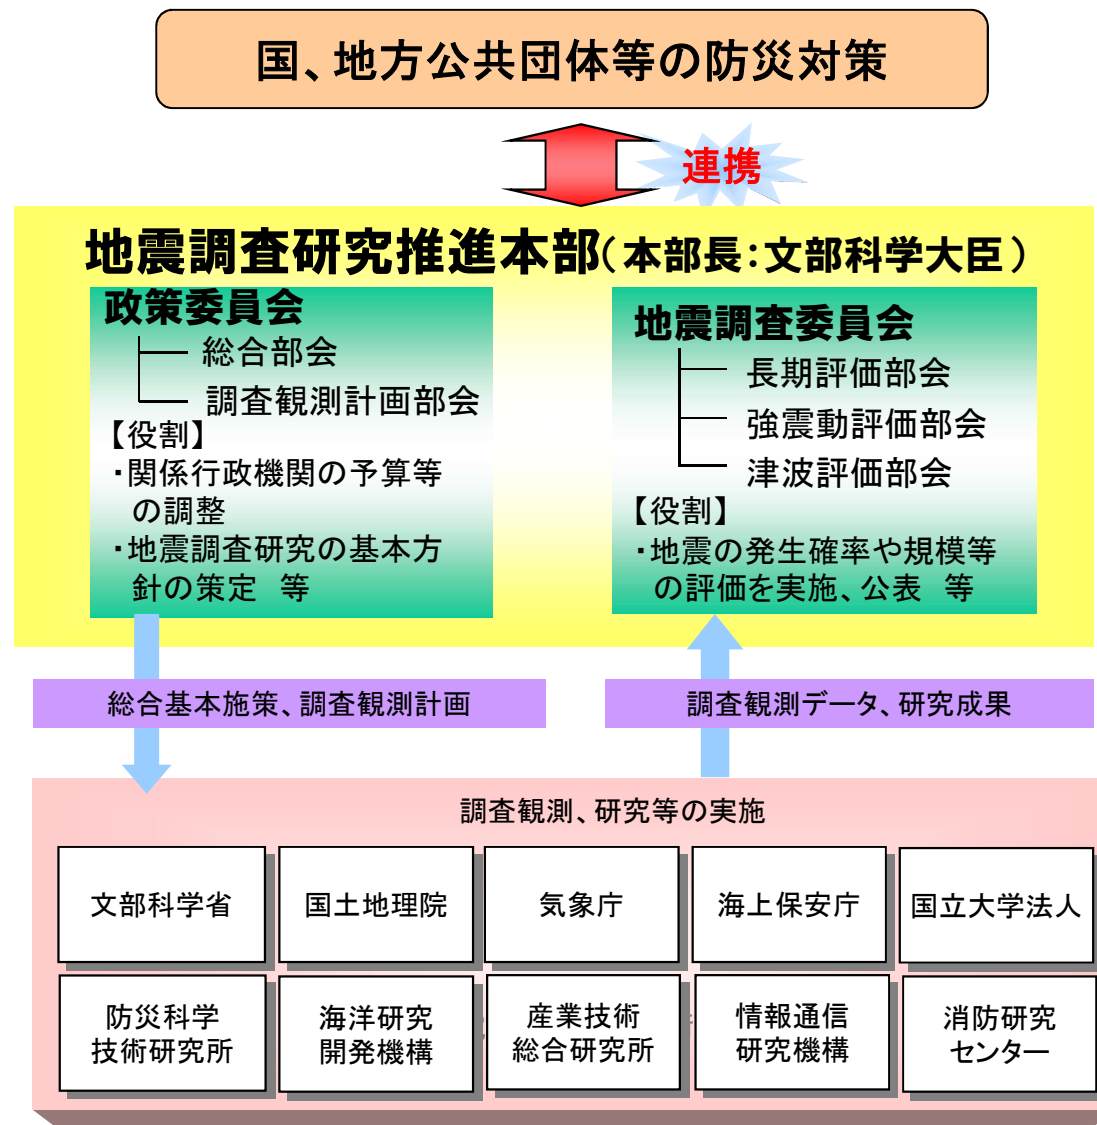 国、地方公共団体等の防災対策
連携
地震調査研究推進本部(本部長:文部科学大臣)
政策委員会
総合部会
調査観測計画部会
【役割】
・関係行政機関の予算等
の調整
・地震調査研究の基本方
針の策定 等
地震調査委員会
長期評価部会
強震動評価部会
津波評価部会
【役割】
・地震の発生確率や規模等
の評価を実施、公表 等
総合基本施策、調査観測計画
調査観測データ、研究成果
調査観測、研究等の実施
文部科学省
国土地理院
気象庁
海上保安庁
国立大学法人
防災科学
技術研究所
海洋研究
開発機構
産業技術
総合研究所
情報通信
研究機構
消防研究
センター